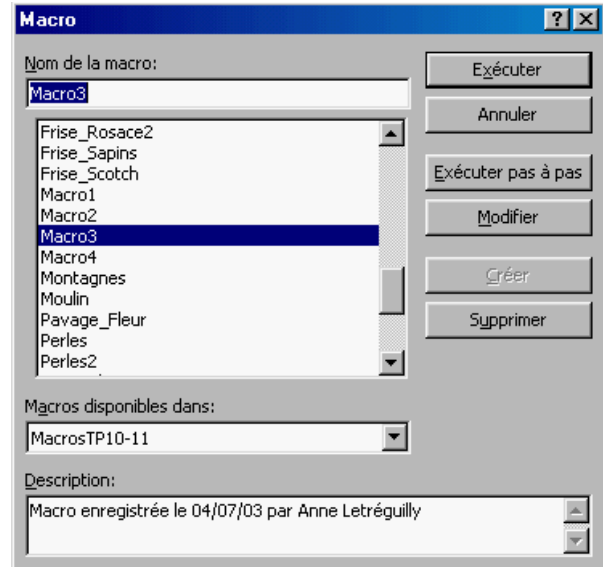 Macro
Nom de la macro:
Macro3
Exécuter
Annuler
Exécuter pas à pas
Modifier
Créer
Supprimer
Frise_Rosace2
Frise_Sapins
Frise_Scotch
Macro1
Macro2
Macro3
Macro4
Montagnes
Moulin
Pavage_Fleur
Perles
Perles2
Macros disponibles dans:
MacrosTP10-11
Description:
Macro enregistrée le 04/07/03 par Anne Letréguilly